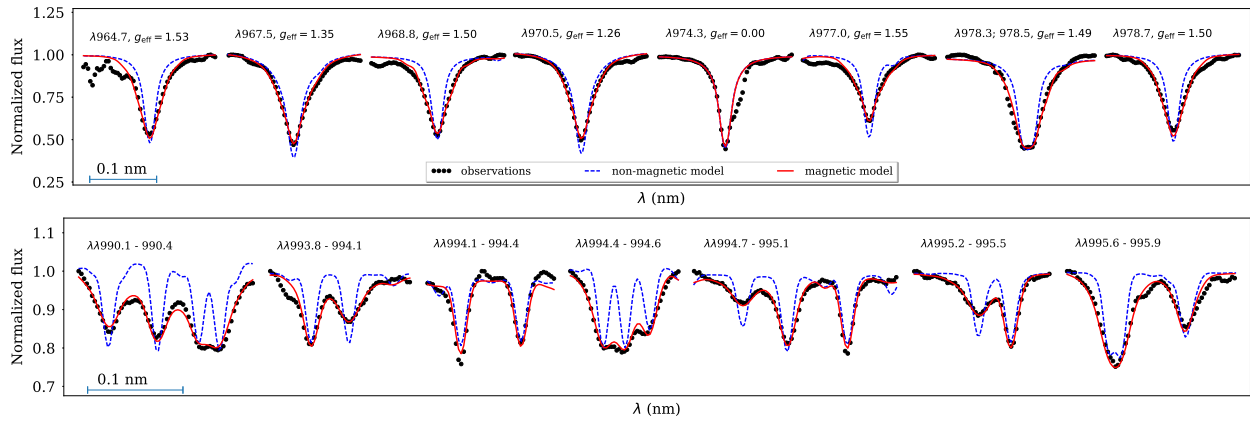 1.25
1.00
0.75
0.50
0.25
Normalized flux
λ964.7, g_eff = 1.53
λ967.5, g_eff = 1.35
λ968.8, g_eff = 1.50
λ970.5, g_eff = 1.26
λ974.3, g_eff = 0.00
λ977.0, g_eff = 1.55
λ978.3; 978.5, g_eff = 1.49
λ978.7, g_eff = 1.50
0.1 nm
observations
non-magnetic model
magnetic model
λ (nm)
1.1
1.0
0.9
0.8
0.7
Normalized flux
λλ990.1 - 990.4
λλ993.8 - 994.1
λλ994.1 - 994.4
λλ994.4 - 994.6
λλ994.7 - 995.1
λλ995.2 - 995.5
λλ995.6 - 995.9
0.1 nm
λ (nm)